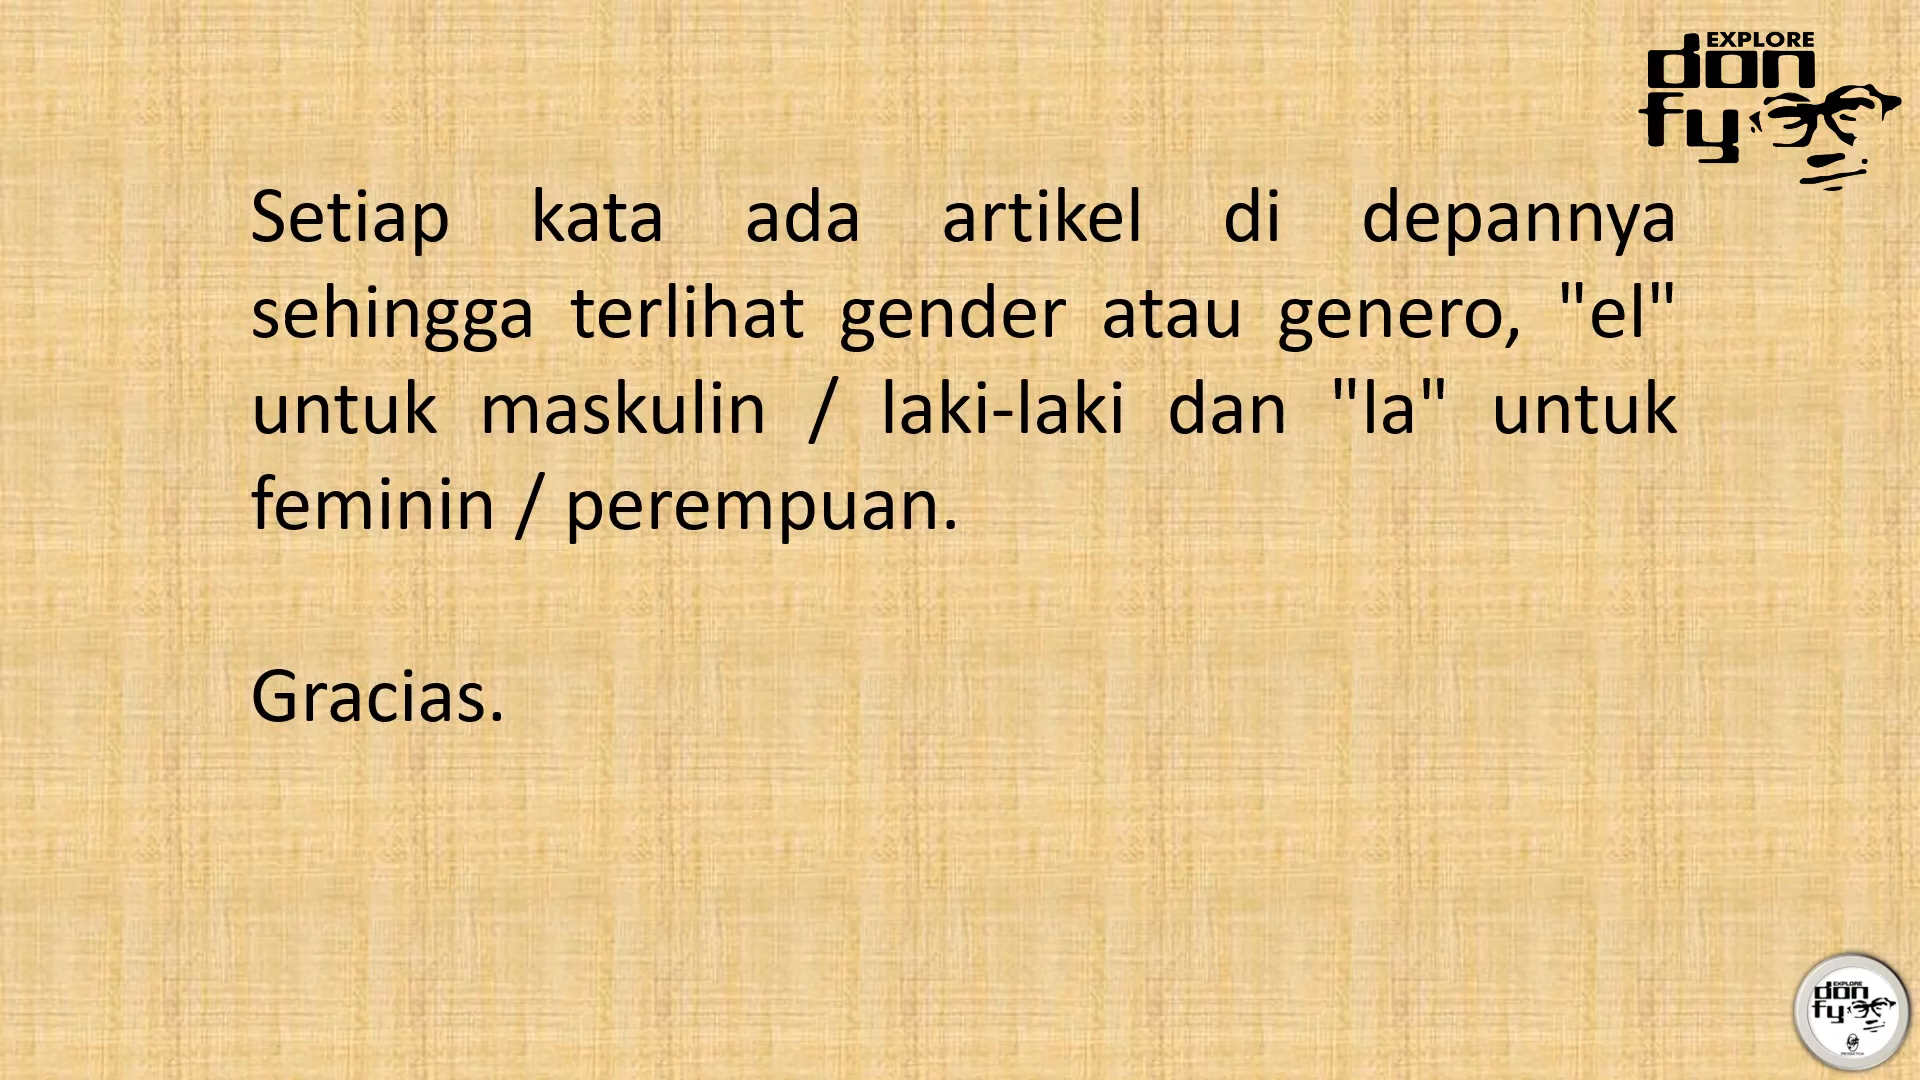 EXPLORE
don
fy
Setiap kata ada artikel di depannya
sehingga terlihat gender atau genero, "el"
untuk maskulin / laki-laki dan "la" untuk
feminin / perempuan.
Gracias.
EXPLORE
don
fy
PRODUCTION